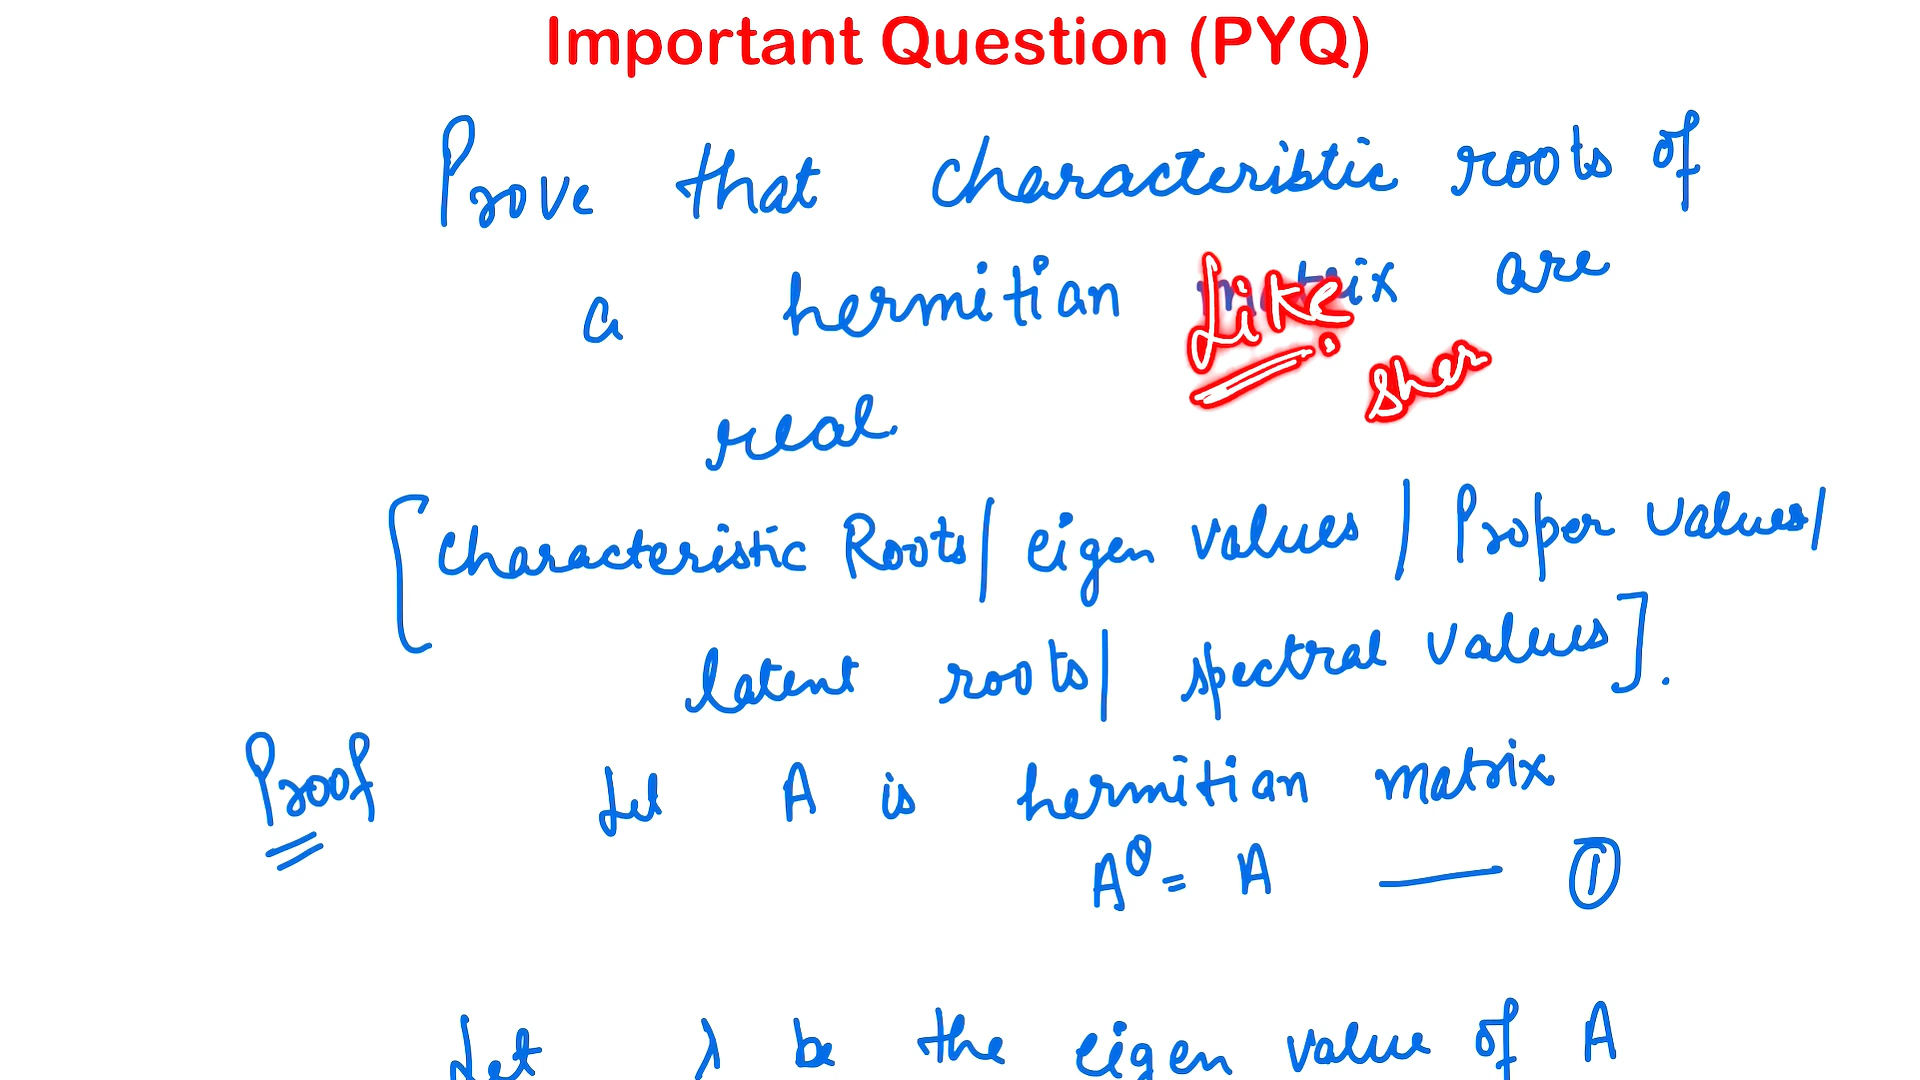 Important Question (PYQ)
Prove that characteristic roots of
a hermitian matrix are
Like
Shar
real.
[characteristic Roots/ eigen values / Proper values/
latent roots/ spectral values].
Proof Let A is hermitian matrix
A^θ = A —— ①
Let λ be the eigen value of A